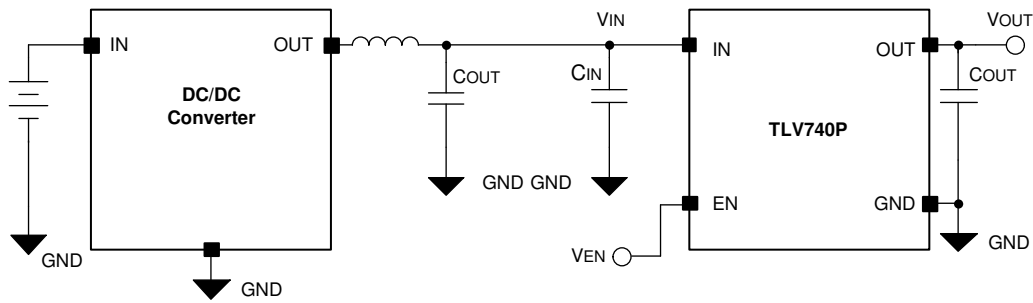 VIN
VOUT
IN
OUT
IN
OUT
DC/DC
Converter
COUT
CIN
COUT
TLV740P
GND GND
EN
GND
GND
VEN
GND
GND